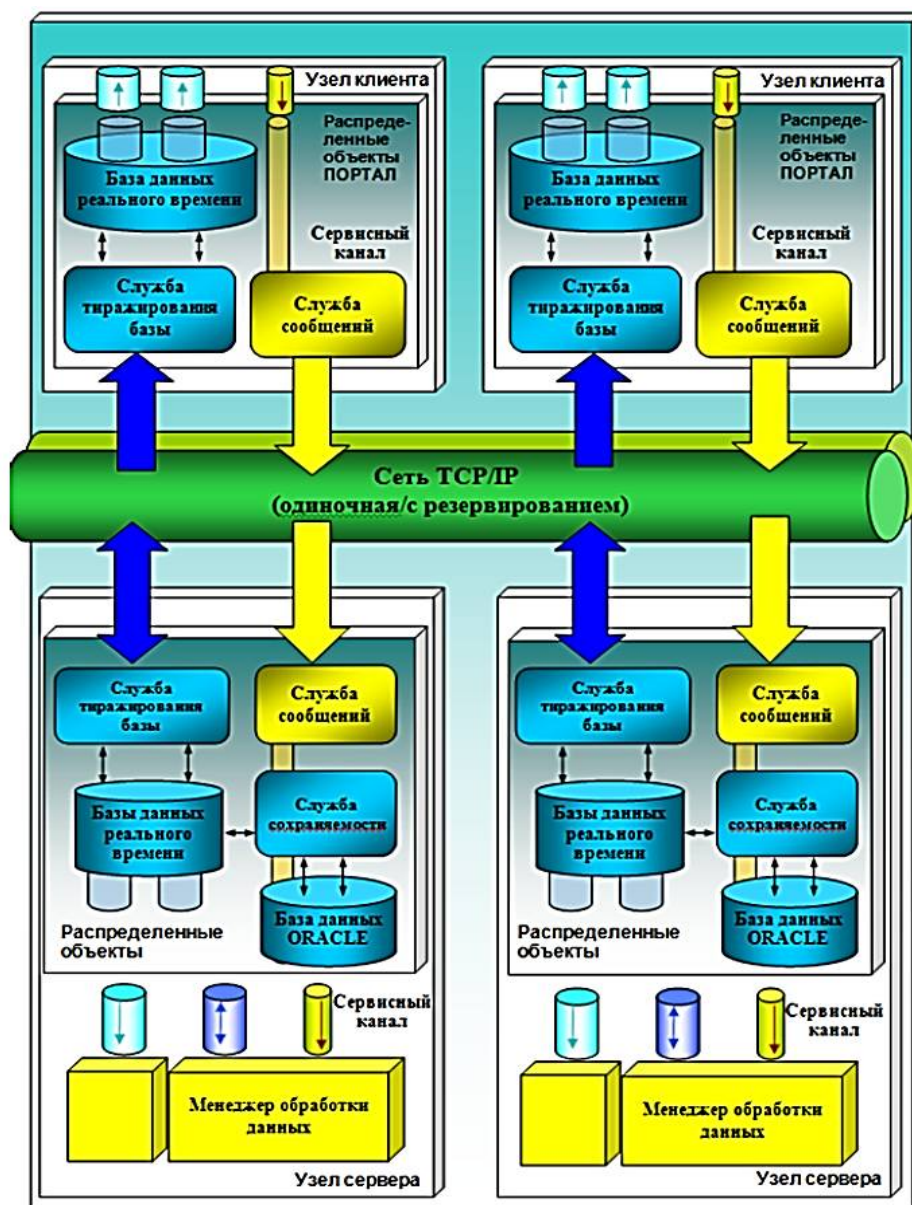 Узел клиента
Распреде-
ленные
объекты
ПОРТАЛ
База данных
реального времени
Сервисный
канал
Служба
тиражирования
базы
Служба
сообщений
Узел клиента
Распреде-
ленные
объекты
ПОРТАЛ
База данных
реального времени
Сервисный
канал
Служба
тиражирования
базы
Служба
сообщений
Сеть TCP/IP
(одиночная/с резервированием)
Служба
тиражирования
базы
Служба
сообщений
Базы данных
реального
времени
Служба
сохраняемости
Распределенные
объекты
База данных
ORACLE
Сервисный
канал
Менеджер обработки
данных
Узел сервера
Служба
тиражирования
базы
Служба
сообщений
Базы данных
реального
времени
Служба
сохраняемости
Распределенные
объекты
База данных
ORACLE
Сервисный
канал
Менеджер обработки
данных
Узел сервера